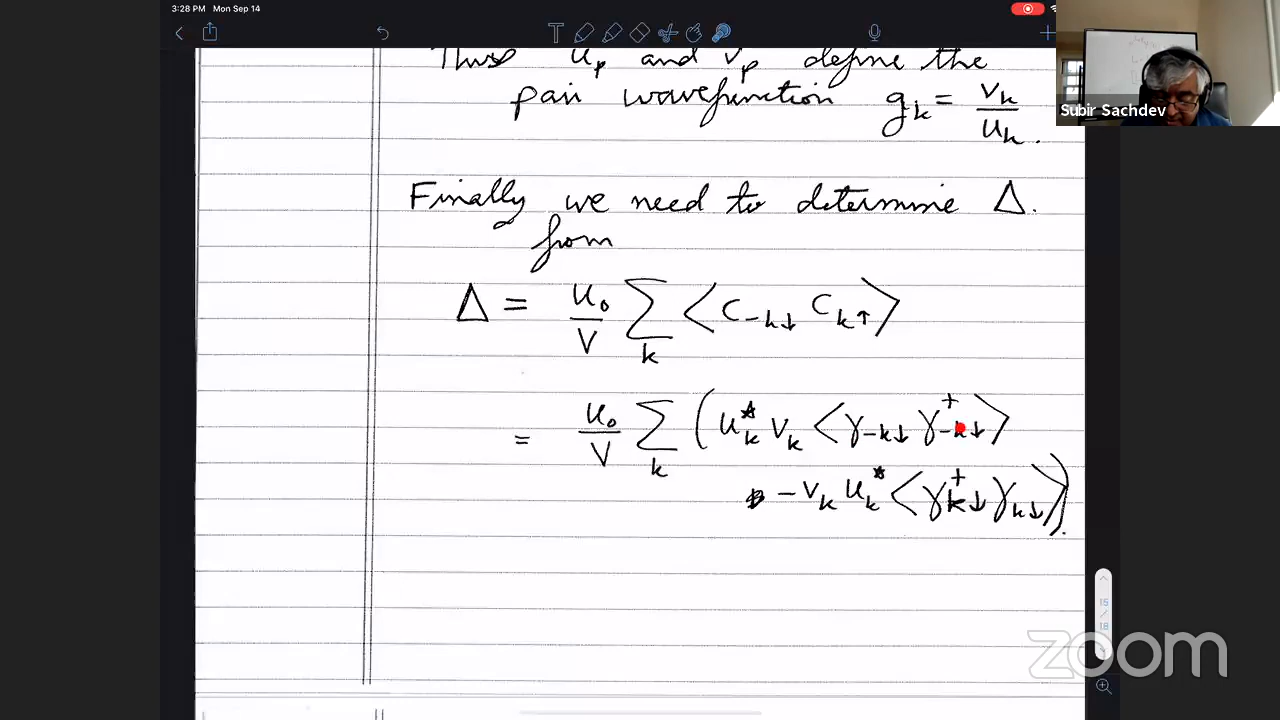 3:28 PM Mon Sep 14
Thus u_p and v_p define the
pair wavefunction g_k = v_k / u_k .
Subir Sachdev
Finally we need to determine Δ.
from
Δ = u_0 / V Σ_k < c_{-k↓} c_{k↑} >
= u_0 / V Σ_k ( u_k^* v_k < γ_{-k↓} γ^+_{-k↓} >
- v_k u_k^* < γ^+_{k↓} γ_{k↓} > ).
15
/
18
zoom